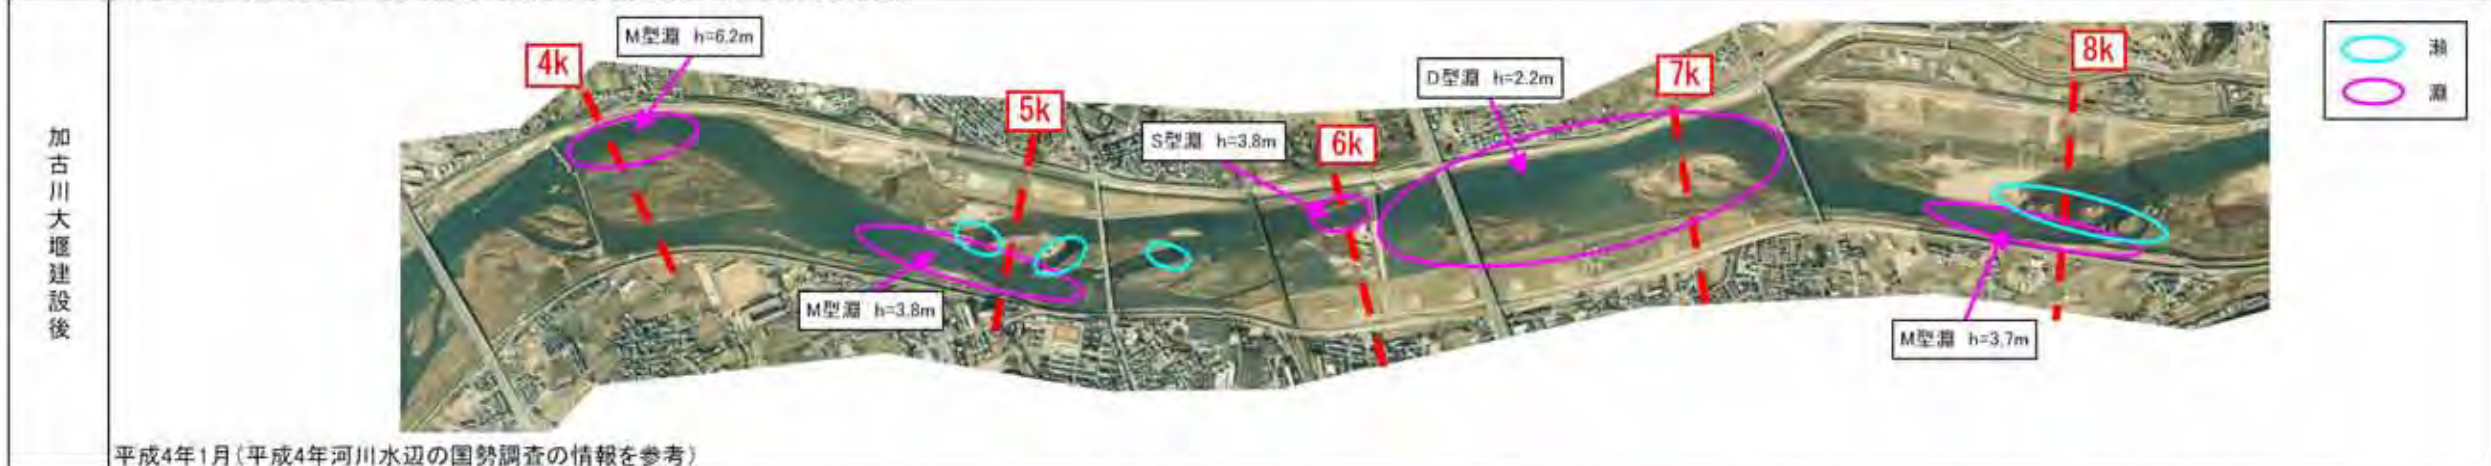 M型淵 h=6.2m
4k
5k
S型淵 h=3.8m
6k
D型淵 h=2.2m
7k
8k
瀬
淵
加古川大堰建設後
M型淵 h=3.8m
M型淵 h=3.7m
平成4年1月(平成4年河川水辺の国勢調査の情報を参考)